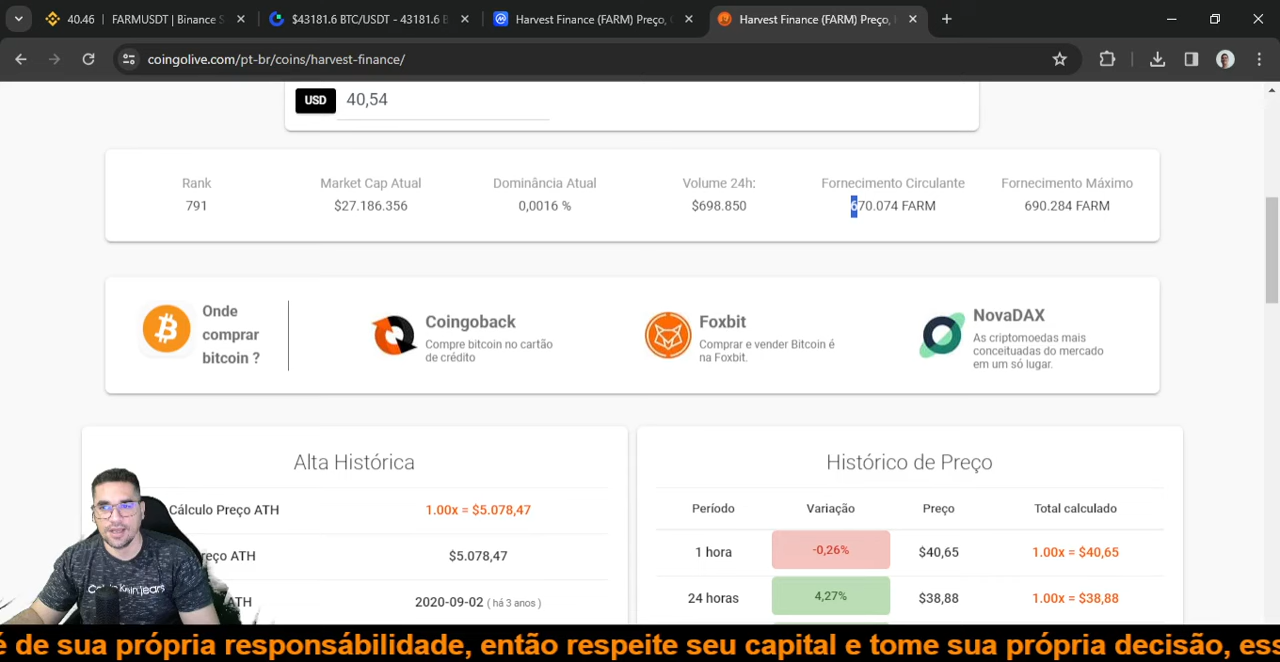 40.46 | FARMUSDT | Binance S
$43181.6 BTC/USDT - 43181.6 B
Harvest Finance (FARM) Preço, C
Harvest Finance (FARM) Preço,
coingolive.com/pt-br/coins/harvest-finance/
USD 40,54
Rank Market Cap Atual Dominância Atual Volume 24h: Fornecimento Circulante Fornecimento Máximo
791 $27.186.356 0,0016 % $698.850 670.074 FARM 690.284 FARM
Onde
comprar
bitcoin ?
Coingoback
Compre bitcoin no cartão
de crédito
Foxbit
Comprar e vender Bitcoin é
na Foxbit.
NovaDAX
As criptomoedas mais
conceituadas do mercado
em um só lugar.
Alta Histórica
Cálculo Preço ATH 1.00x = $5.078,47
reço ATH $5.078,47
ATH 2020-09-02 ( há 3 anos )
Histórico de Preço
Período Variação Preço Total calculado
1 hora -0,26% $40,65 1.00x = $40,65
24 horas 4,27% $38,88 1.00x = $38,88
é de sua própria responsábilidade, então respeite seu capital e tome sua própria decisão, ess